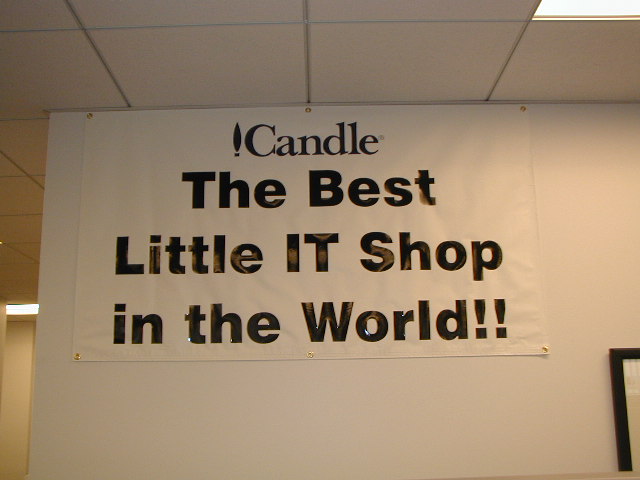 Candle®
The Best
Little IT Shop
in the World!!